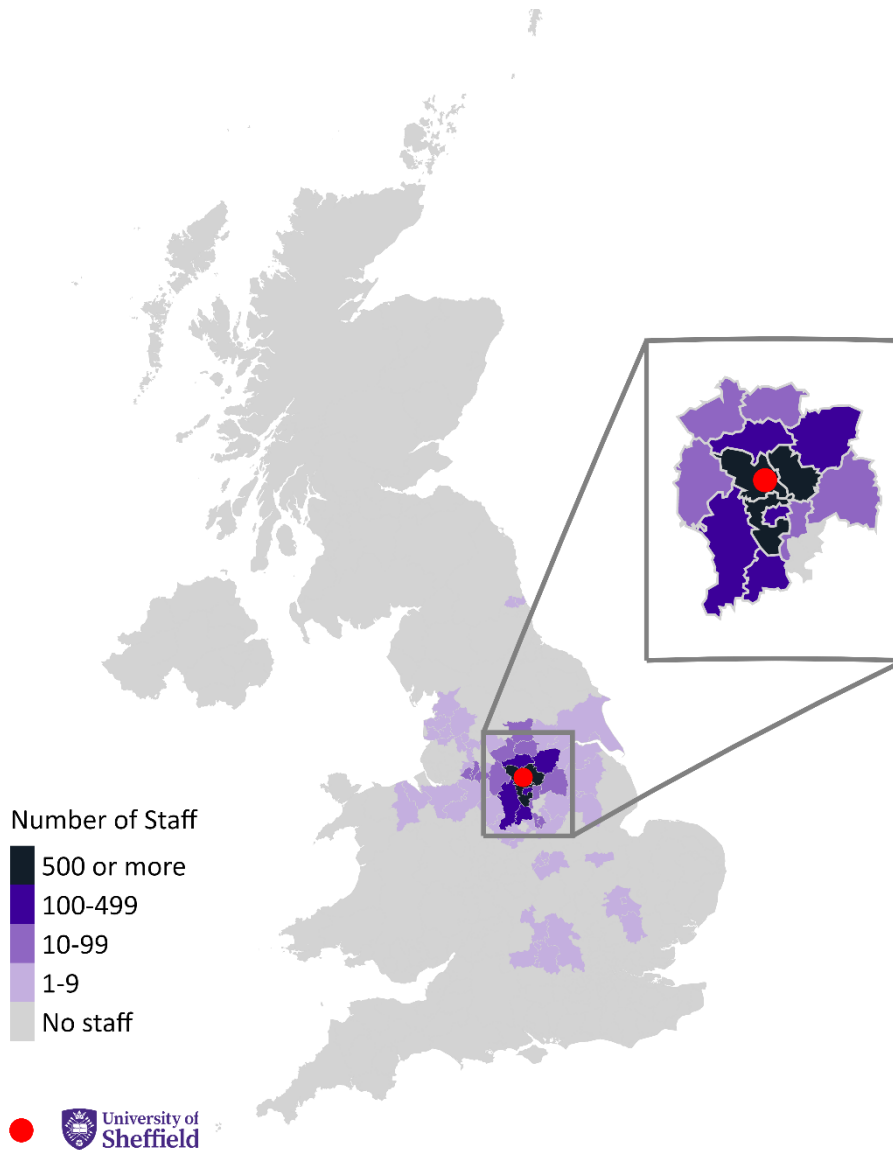 Number of Staff
500 or more
100-499
10-99
1-9
No staff
University of
Sheffield